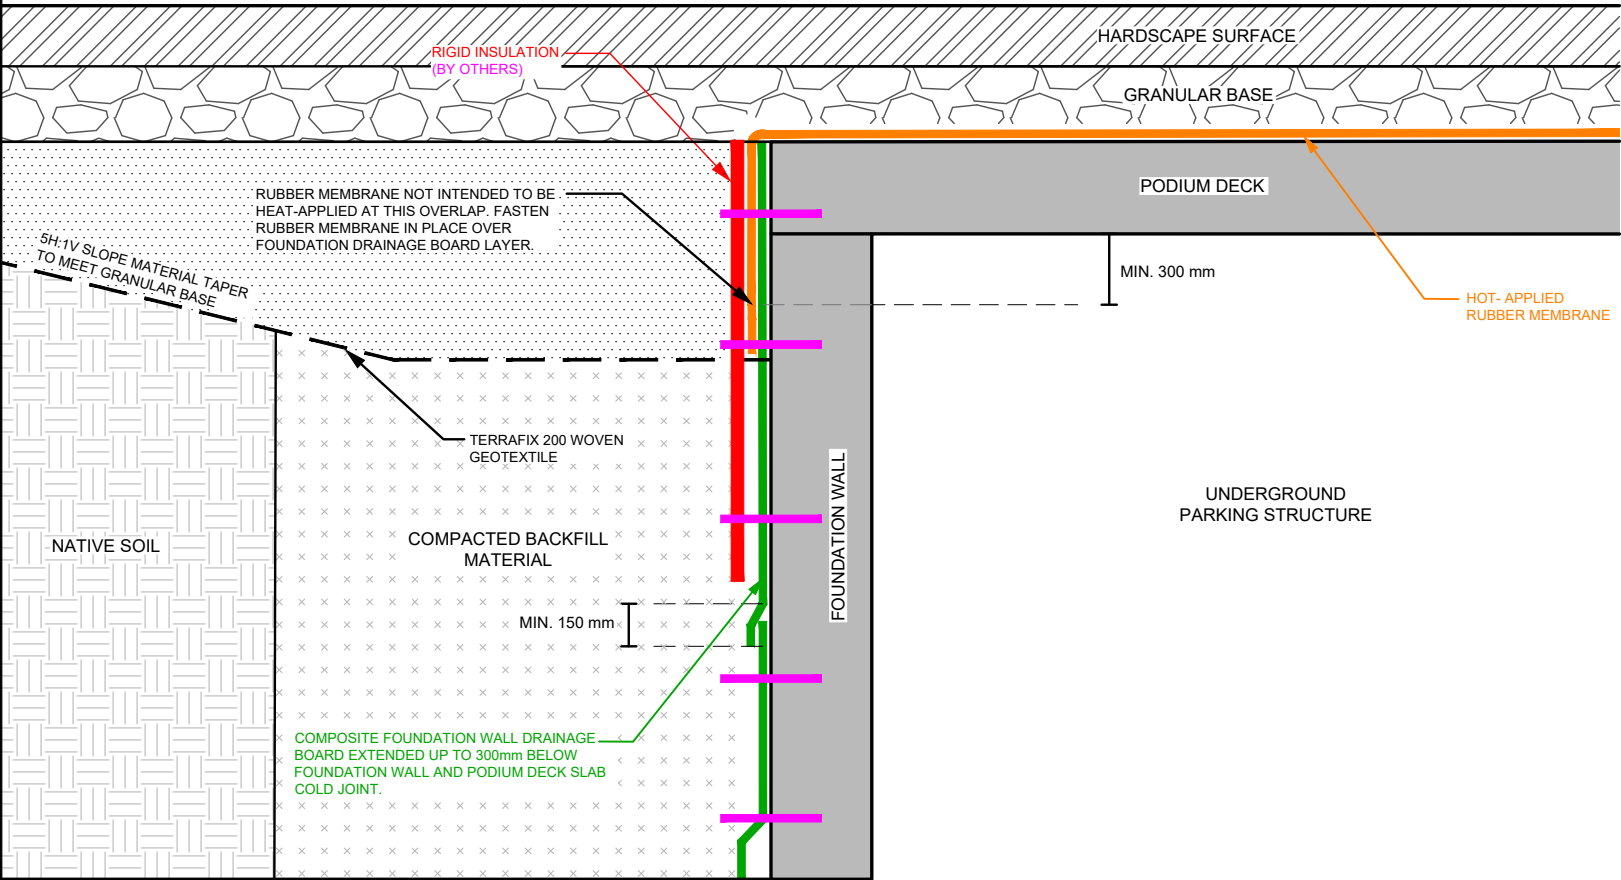 HARDSCAPE SURFACE
RIGID INSULATION
(BY OTHERS)
GRANULAR BASE
PODIUM DECK
RUBBER MEMBRANE NOT INTENDED TO BE
HEAT-APPLIED AT THIS OVERLAP. FASTEN
RUBBER MEMBRANE IN PLACE OVER
FOUNDATION DRAINAGE BOARD LAYER.
5H:1V SLOPE MATERIAL TAPER
TO MEET GRANULAR BASE
MIN. 300 mm
HOT- APPLIED
RUBBER MEMBRANE
TERRAFIX 200 WOVEN
GEOTEXTILE
FOUNDATION WALL
UNDERGROUND
PARKING STRUCTURE
NATIVE SOIL
COMPACTED BACKFILL
MATERIAL
MIN. 150 mm
COMPOSITE FOUNDATION WALL DRAINAGE
BOARD EXTENDED UP TO 300mm BELOW
FOUNDATION WALL AND PODIUM DECK SLAB
COLD JOINT.